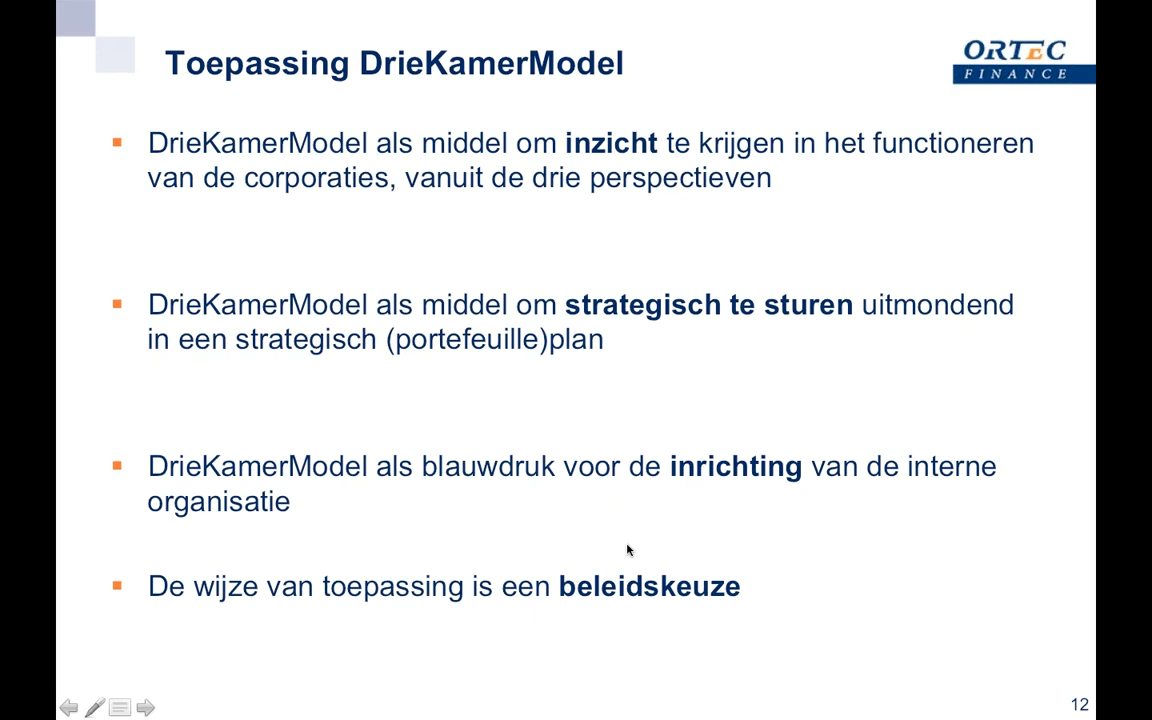 Toepassing DrieKamerModel
ORTEC
FINANCE
DrieKamerModel als middel om inzicht te krijgen in het functioneren
van de corporaties, vanuit de drie perspectieven
DrieKamerModel als middel om strategisch te sturen uitmondend
in een strategisch (portefeuille)plan
DrieKamerModel als blauwdruk voor de inrichting van de interne
organisatie
De wijze van toepassing is een beleidskeuze
12